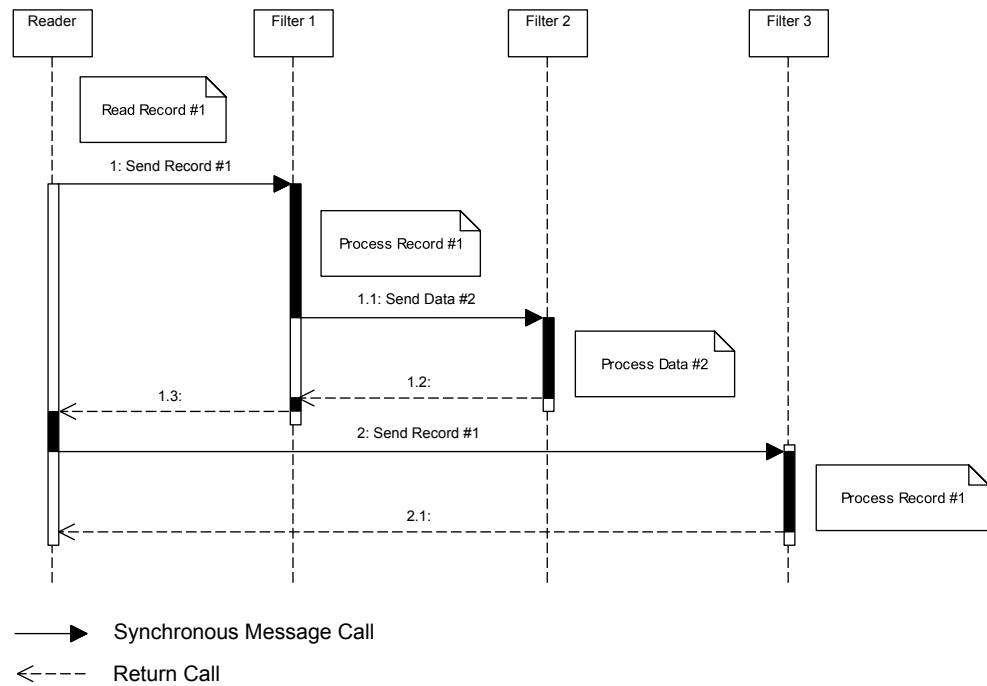 Reader
Filter 1
Filter 2
Filter 3
Read Record #1
1: Send Record #1
Process Record #1
1.1: Send Data #2
Process Data #2
1.2:
1.3:
2: Send Record #1
Process Record #1
2.1:
Synchronous Message Call
Return Call